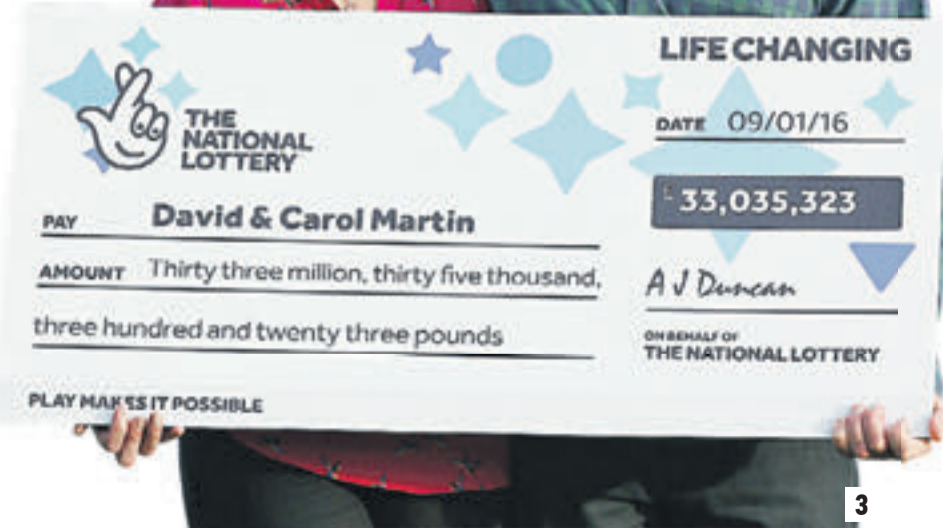 THE
NATIONAL
LOTTERY
LIFE CHANGING
DATE 09/01/16
£33,035,323
PAY David & Carol Martin
AMOUNT Thirty three million, thirty five thousand,
three hundred and twenty three pounds
A J Duncan
ON BEHALF OF
THE NATIONAL LOTTERY
PLAY MAKES IT POSSIBLE
3